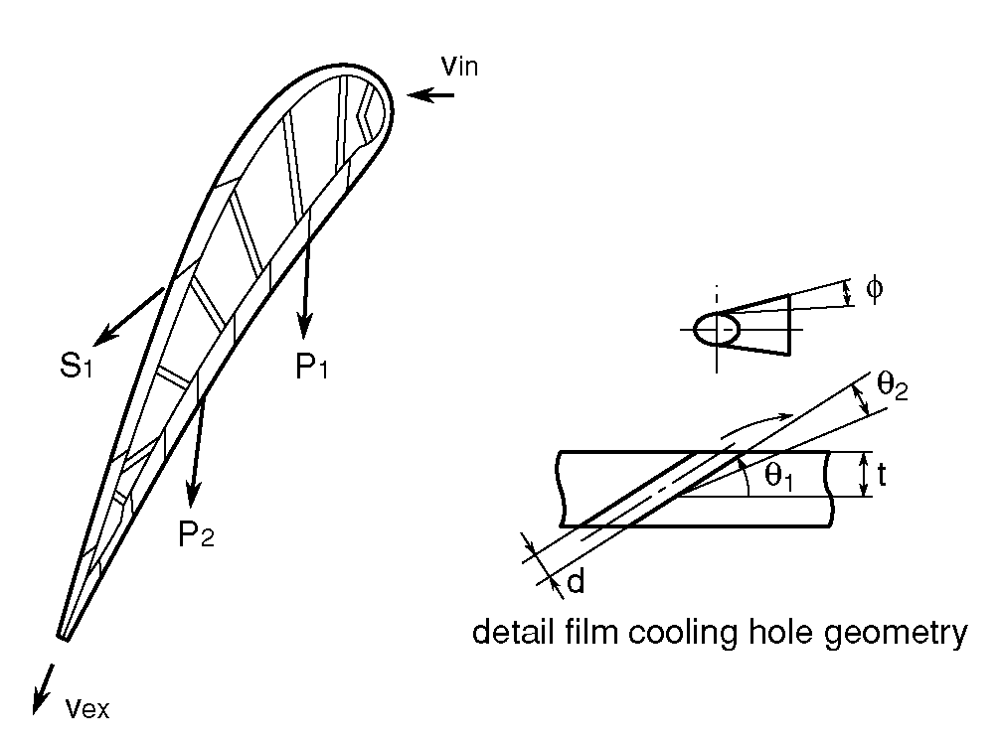 vin
ϕ
S1
P1
θ2
θ1
t
P2
d
detail film cooling hole geometry
vex